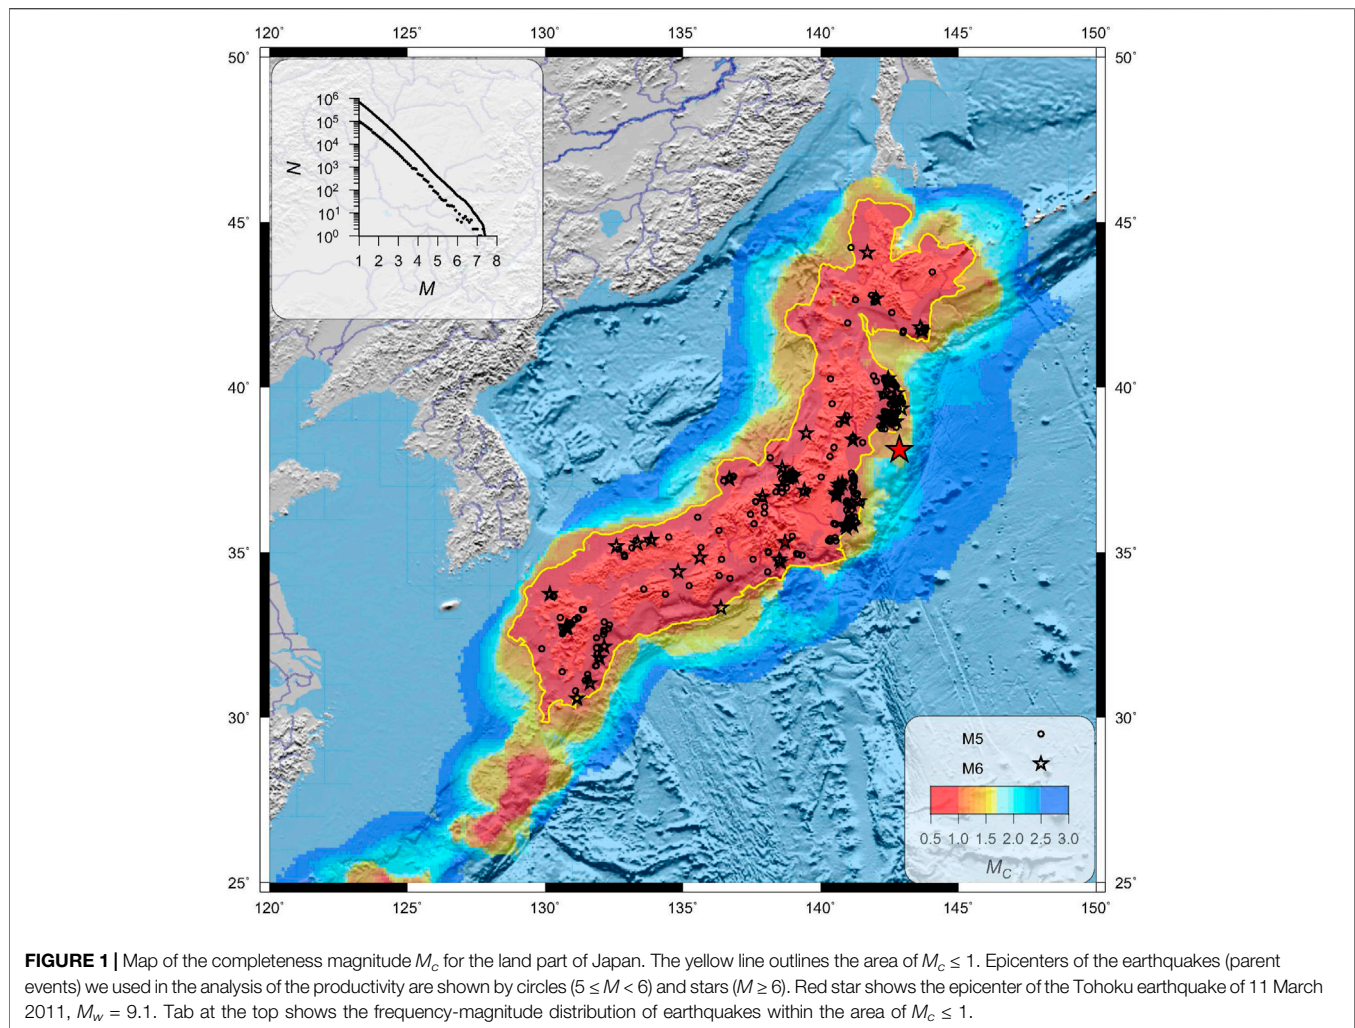 120° 125° 130° 135° 140° 145° 150°
50° 50°
10⁶
10⁵
10⁴
N 10³
10²
10¹
10⁰
1 2 3 4 5 6 7 8
M
45° 45°
40° 40°
35° 35°
30° 30°
M5
M6
0.5 1.0 1.5 2.0 2.5 3.0
M_C
25° 25°
120° 125° 130° 135° 140° 145° 150°
FIGURE 1 | Map of the completeness magnitude M_c for the land part of Japan. The yellow line outlines the area of M_c ≤ 1. Epicenters of the earthquakes (parent
events) we used in the analysis of the productivity are shown by circles (5 ≤ M < 6) and stars (M ≥ 6). Red star shows the epicenter of the Tohoku earthquake of 11 March
2011, M_w = 9.1. Tab at the top shows the frequency-magnitude distribution of earthquakes within the area of M_c ≤ 1.